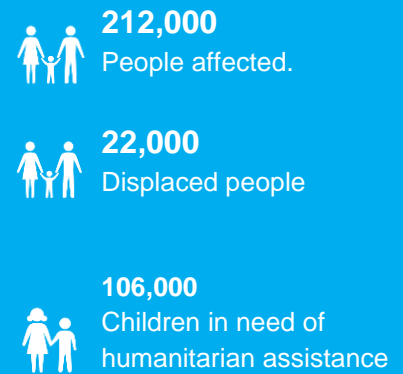 212,000
People affected.
22,000
Displaced people
106,000
Children in need of
humanitarian assistance